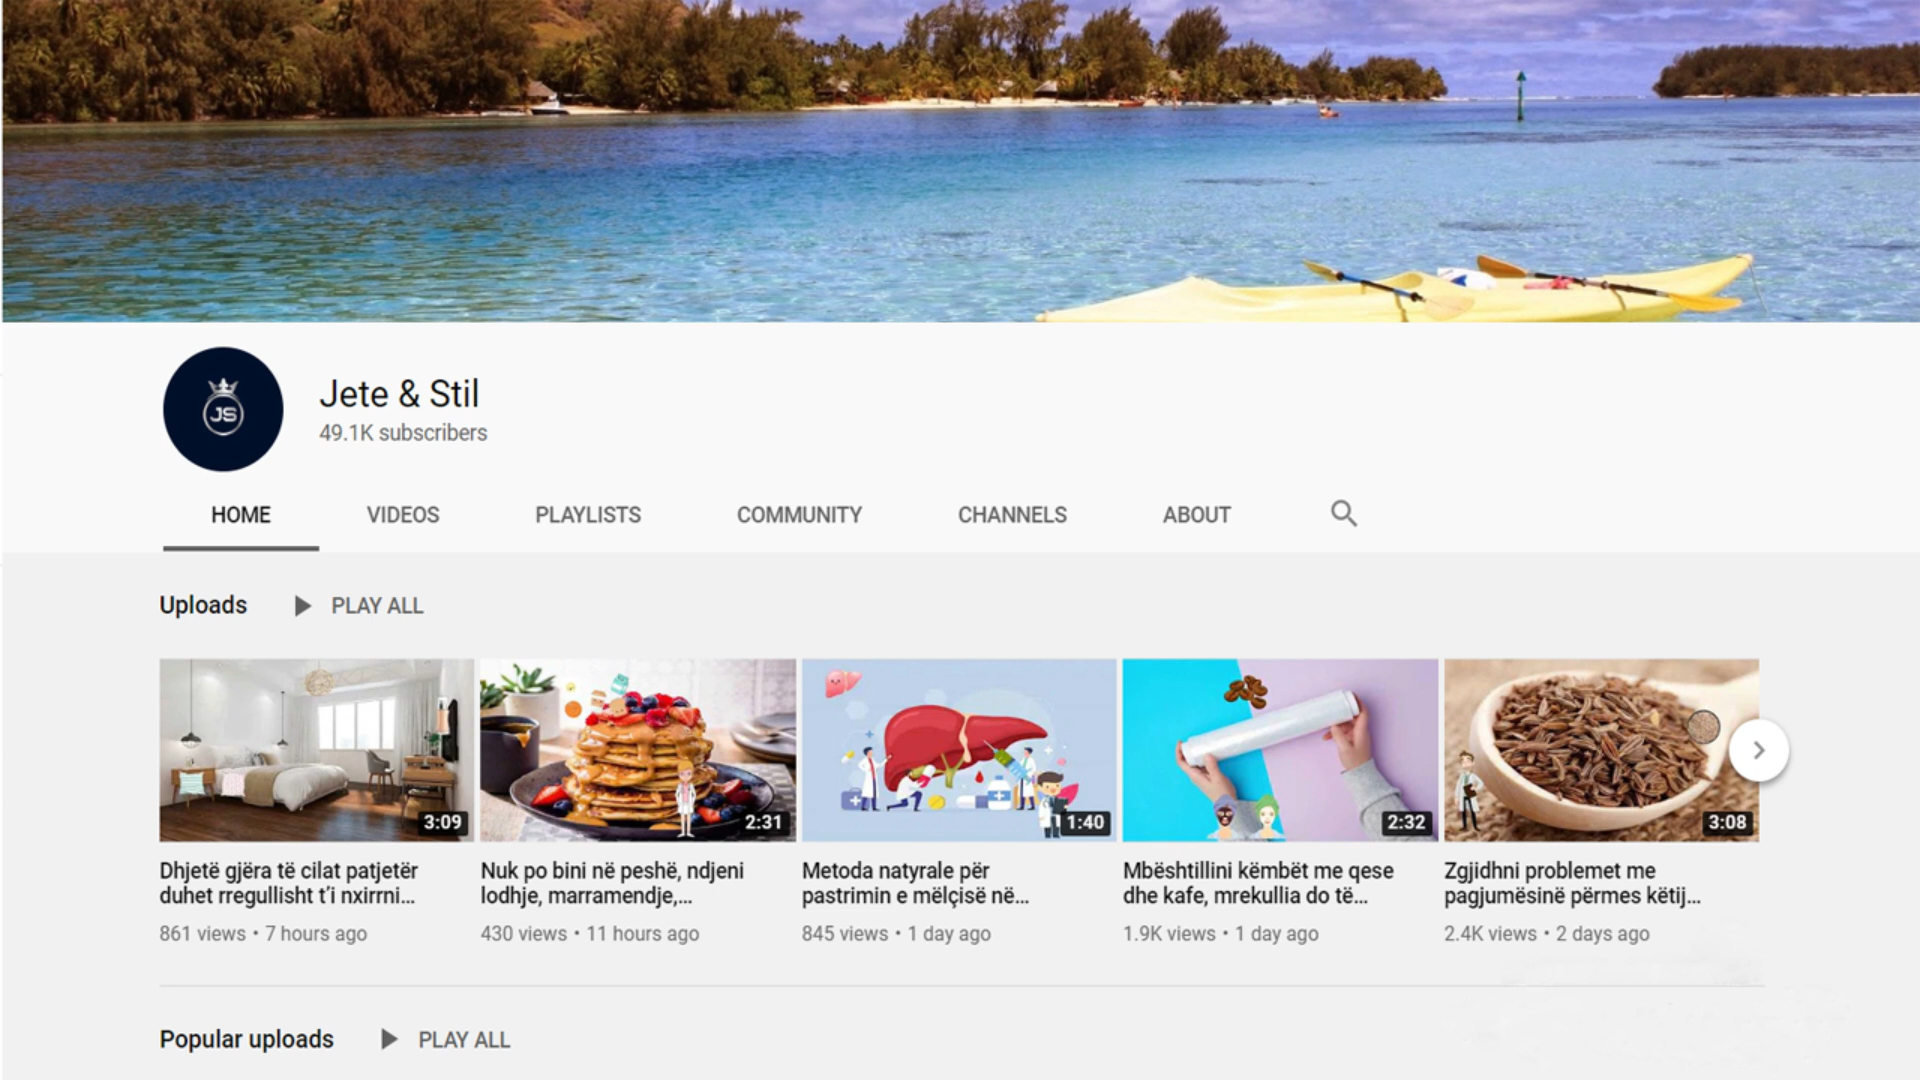 JS
Jete & Stil
49.1K subscribers
HOME VIDEOS PLAYLISTS COMMUNITY CHANNELS ABOUT
Uploads PLAY ALL
3:09 2:31 1:40 2:32 3:08
Dhjetë gjëra të cilat patjetër
duhet rregullisht t'i nxirrni...
861 views • 7 hours ago
Nuk po bini në peshë, ndjeni
lodhje, marramendje,...
430 views • 11 hours ago
Metoda natyrale për
pastrimin e mëlçisë në...
845 views • 1 day ago
Mbështillini këmbët me qese
dhe kafe, mrekullia do të...
1.9K views • 1 day ago
Zgjidhni problemet me
pagjumësinë përmes këtij...
2.4K views • 2 days ago
Popular uploads PLAY ALL